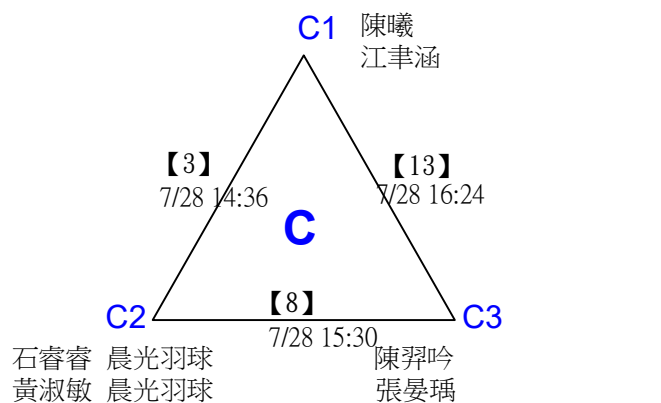 C1 陳曦
江聿涵
【3】
7/28 14:36
【13】
7/28 16:24
C
C2
【8】
7/28 15:30
C3
石睿睿 晨光羽球
黃淑敏 晨光羽球
陳羿吟
張晏瑀